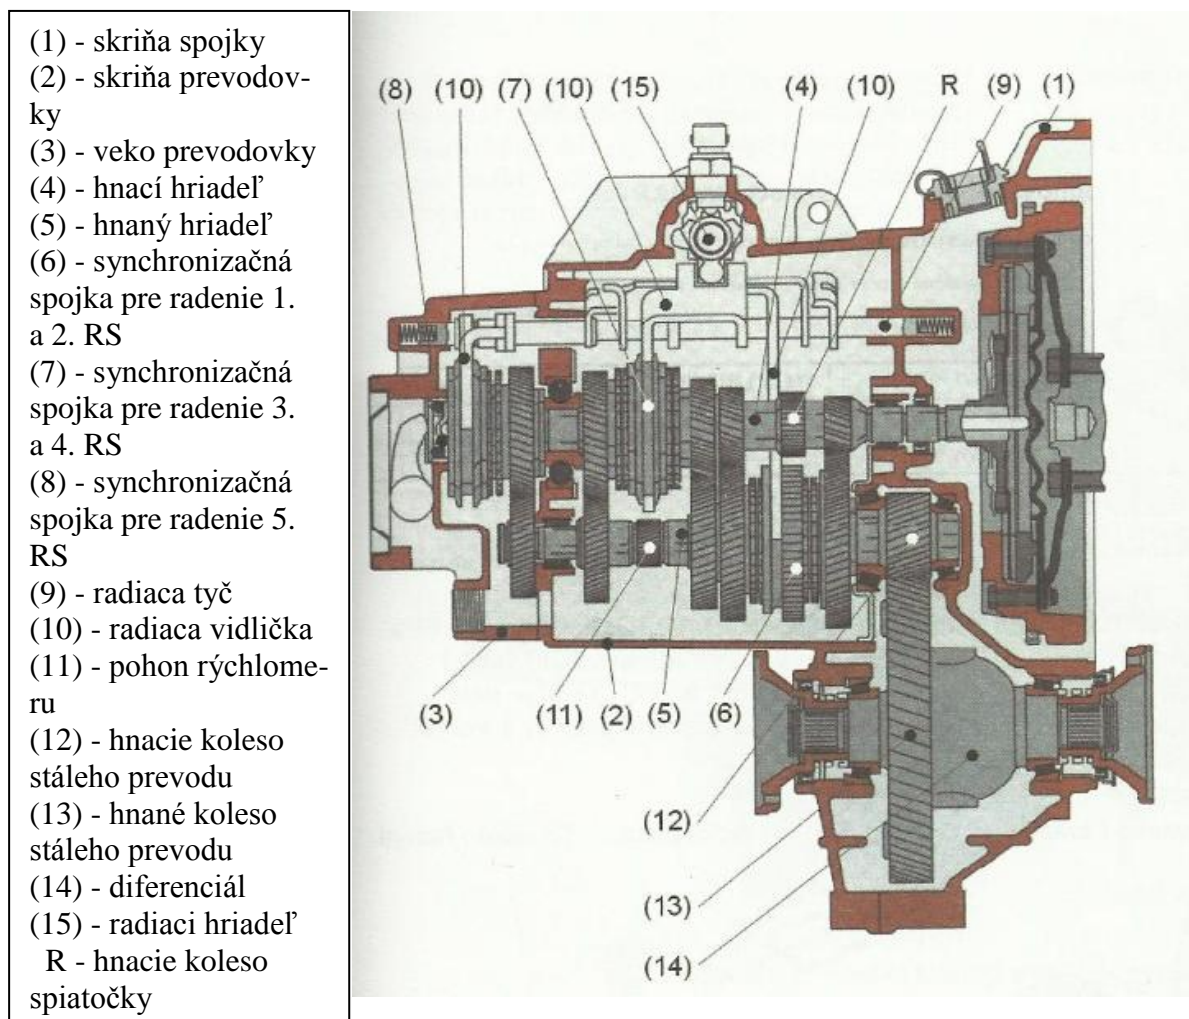 (1) - skriňa spojky
(2) - skriňa prevodov-
ky
(3) - veko prevodovky
(4) - hnací hriadeľ
(5) - hnaný hriadeľ
(6) - synchronizačná
spojka pre radenie 1.
a 2. RS
(7) - synchronizačná
spojka pre radenie 3.
a 4. RS
(8) - synchronizačná
spojka pre radenie 5.
RS
(9) - radiaca tyč
(10) - radiaca vidlička
(11) - pohon rýchlome-
ru
(12) - hnacie koleso
stáleho prevodu
(13) - hnané koleso
stáleho prevodu
(14) - diferenciál
(15) - radiaci hriadeľ
R - hnacie koleso
spiatočky
(8) (10) (7) (10) (15) (4) (10) R (9) (1)
(3) (11) (2) (5) (6)
(12)
(13)
(14)